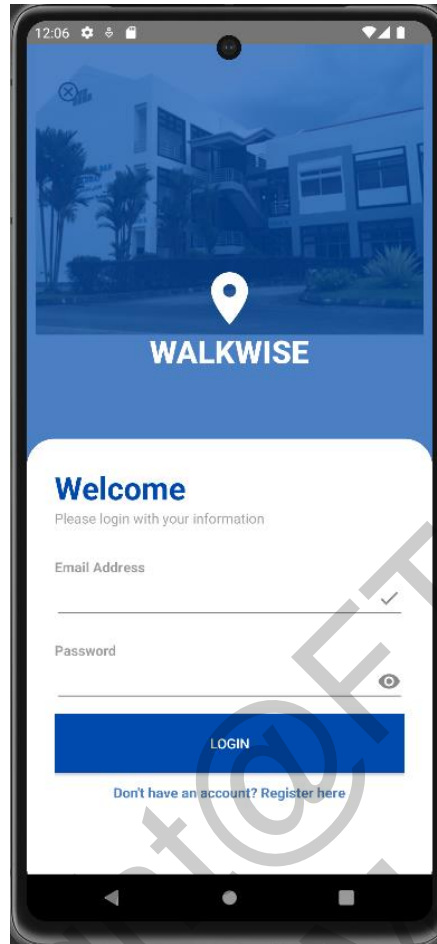 12:06
WALKWISE
Welcome
Please login with your information
Email Address
Password
LOGIN
Don't have an account? Register here